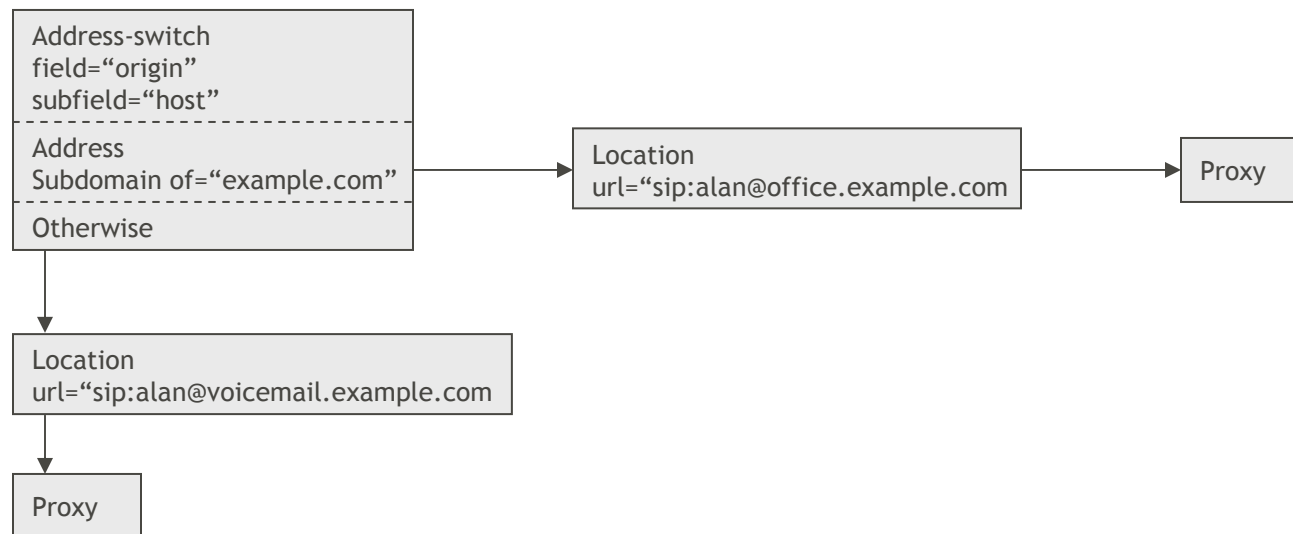 Address-switch
field=“origin”
subfield=“host”
Address
Subdomain of=“example.com”
Otherwise
Location
url=“sip:alan@office.example.com
Proxy
Location
url=“sip:alan@voicemail.example.com
Proxy